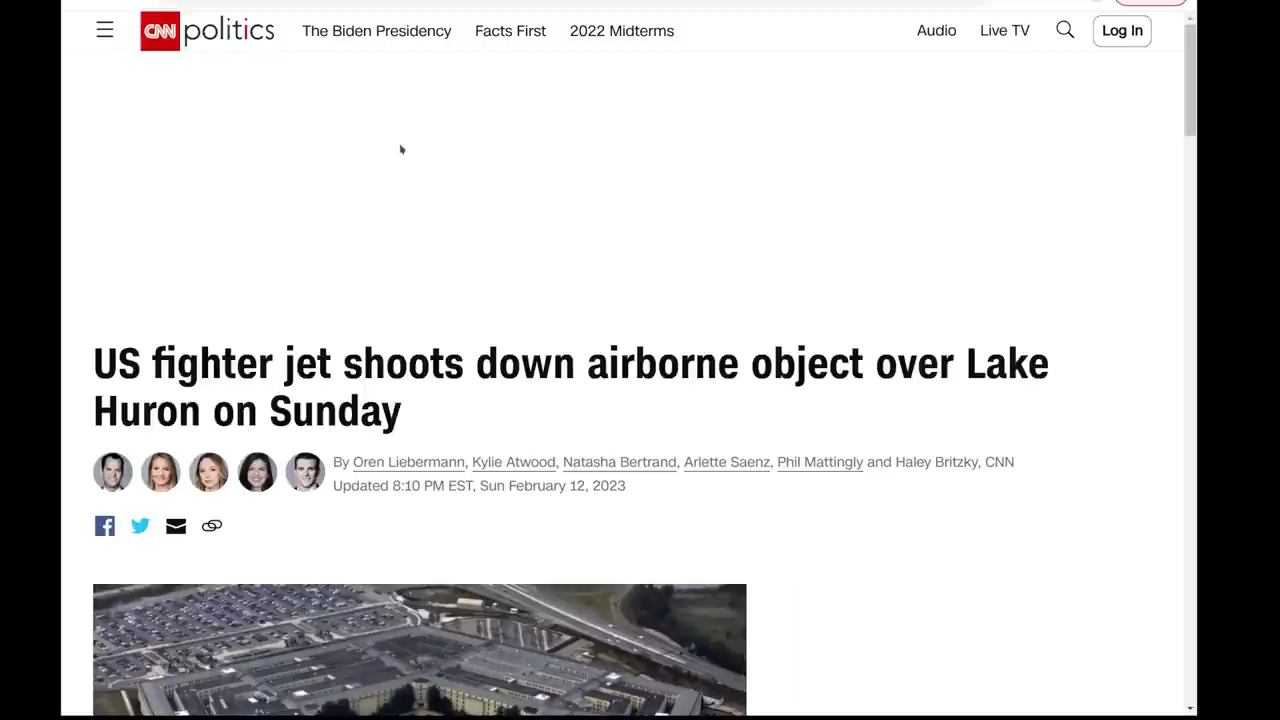 CNN politics The Biden Presidency Facts First 2022 Midterms Audio Live TV Log In
US fighter jet shoots down airborne object over Lake
Huron on Sunday
By Oren Liebermann, Kylie Atwood, Natasha Bertrand, Arlette Saenz, Phil Mattingly and Haley Britzky, CNN
Updated 8:10 PM EST, Sun February 12, 2023